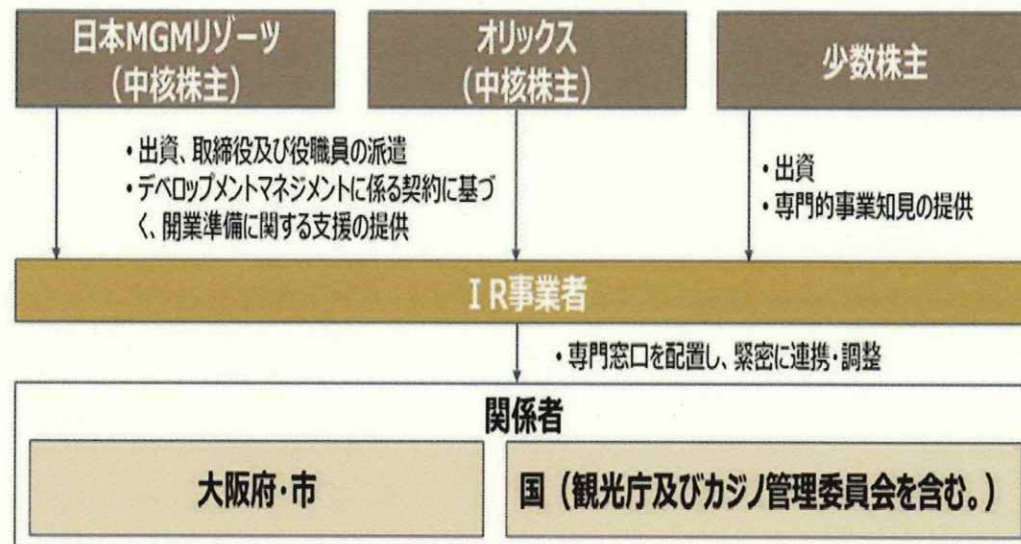 日本MGMリゾーツ
(中核株主)
オリックス
(中核株主)
少数株主
・出資、取締役及び役職員の派遣
・デベロップメントマネジメントに係る契約に基づ
く、開業準備に関する支援の提供
・出資
・専門的事業知見の提供
ＩＲ事業者
・専門窓口を配置し、緊密に連携・調整
関係者
大阪府・市
国（観光庁及びカジノ管理委員会を含む。）